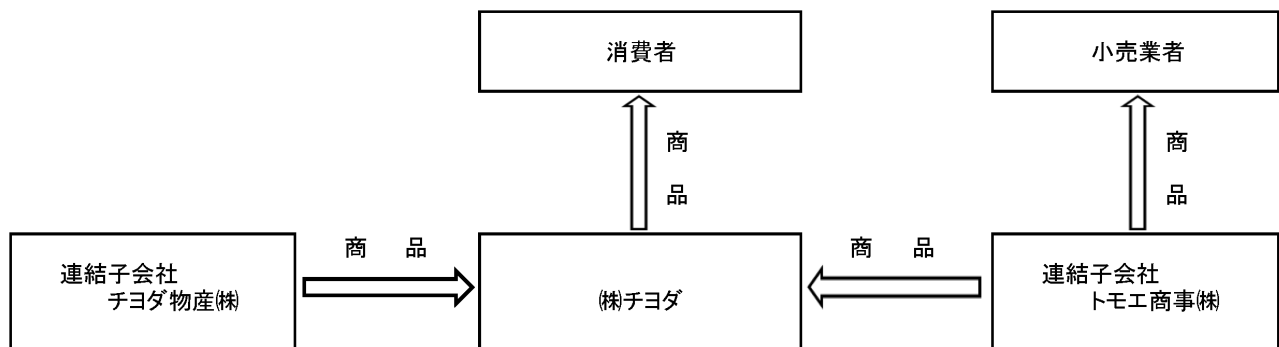 消費者
小売業者
商
品
商
品
連結子会社
チヨダ物産㈱
商　品
㈱チヨダ
商　品
連結子会社
トモエ商事㈱